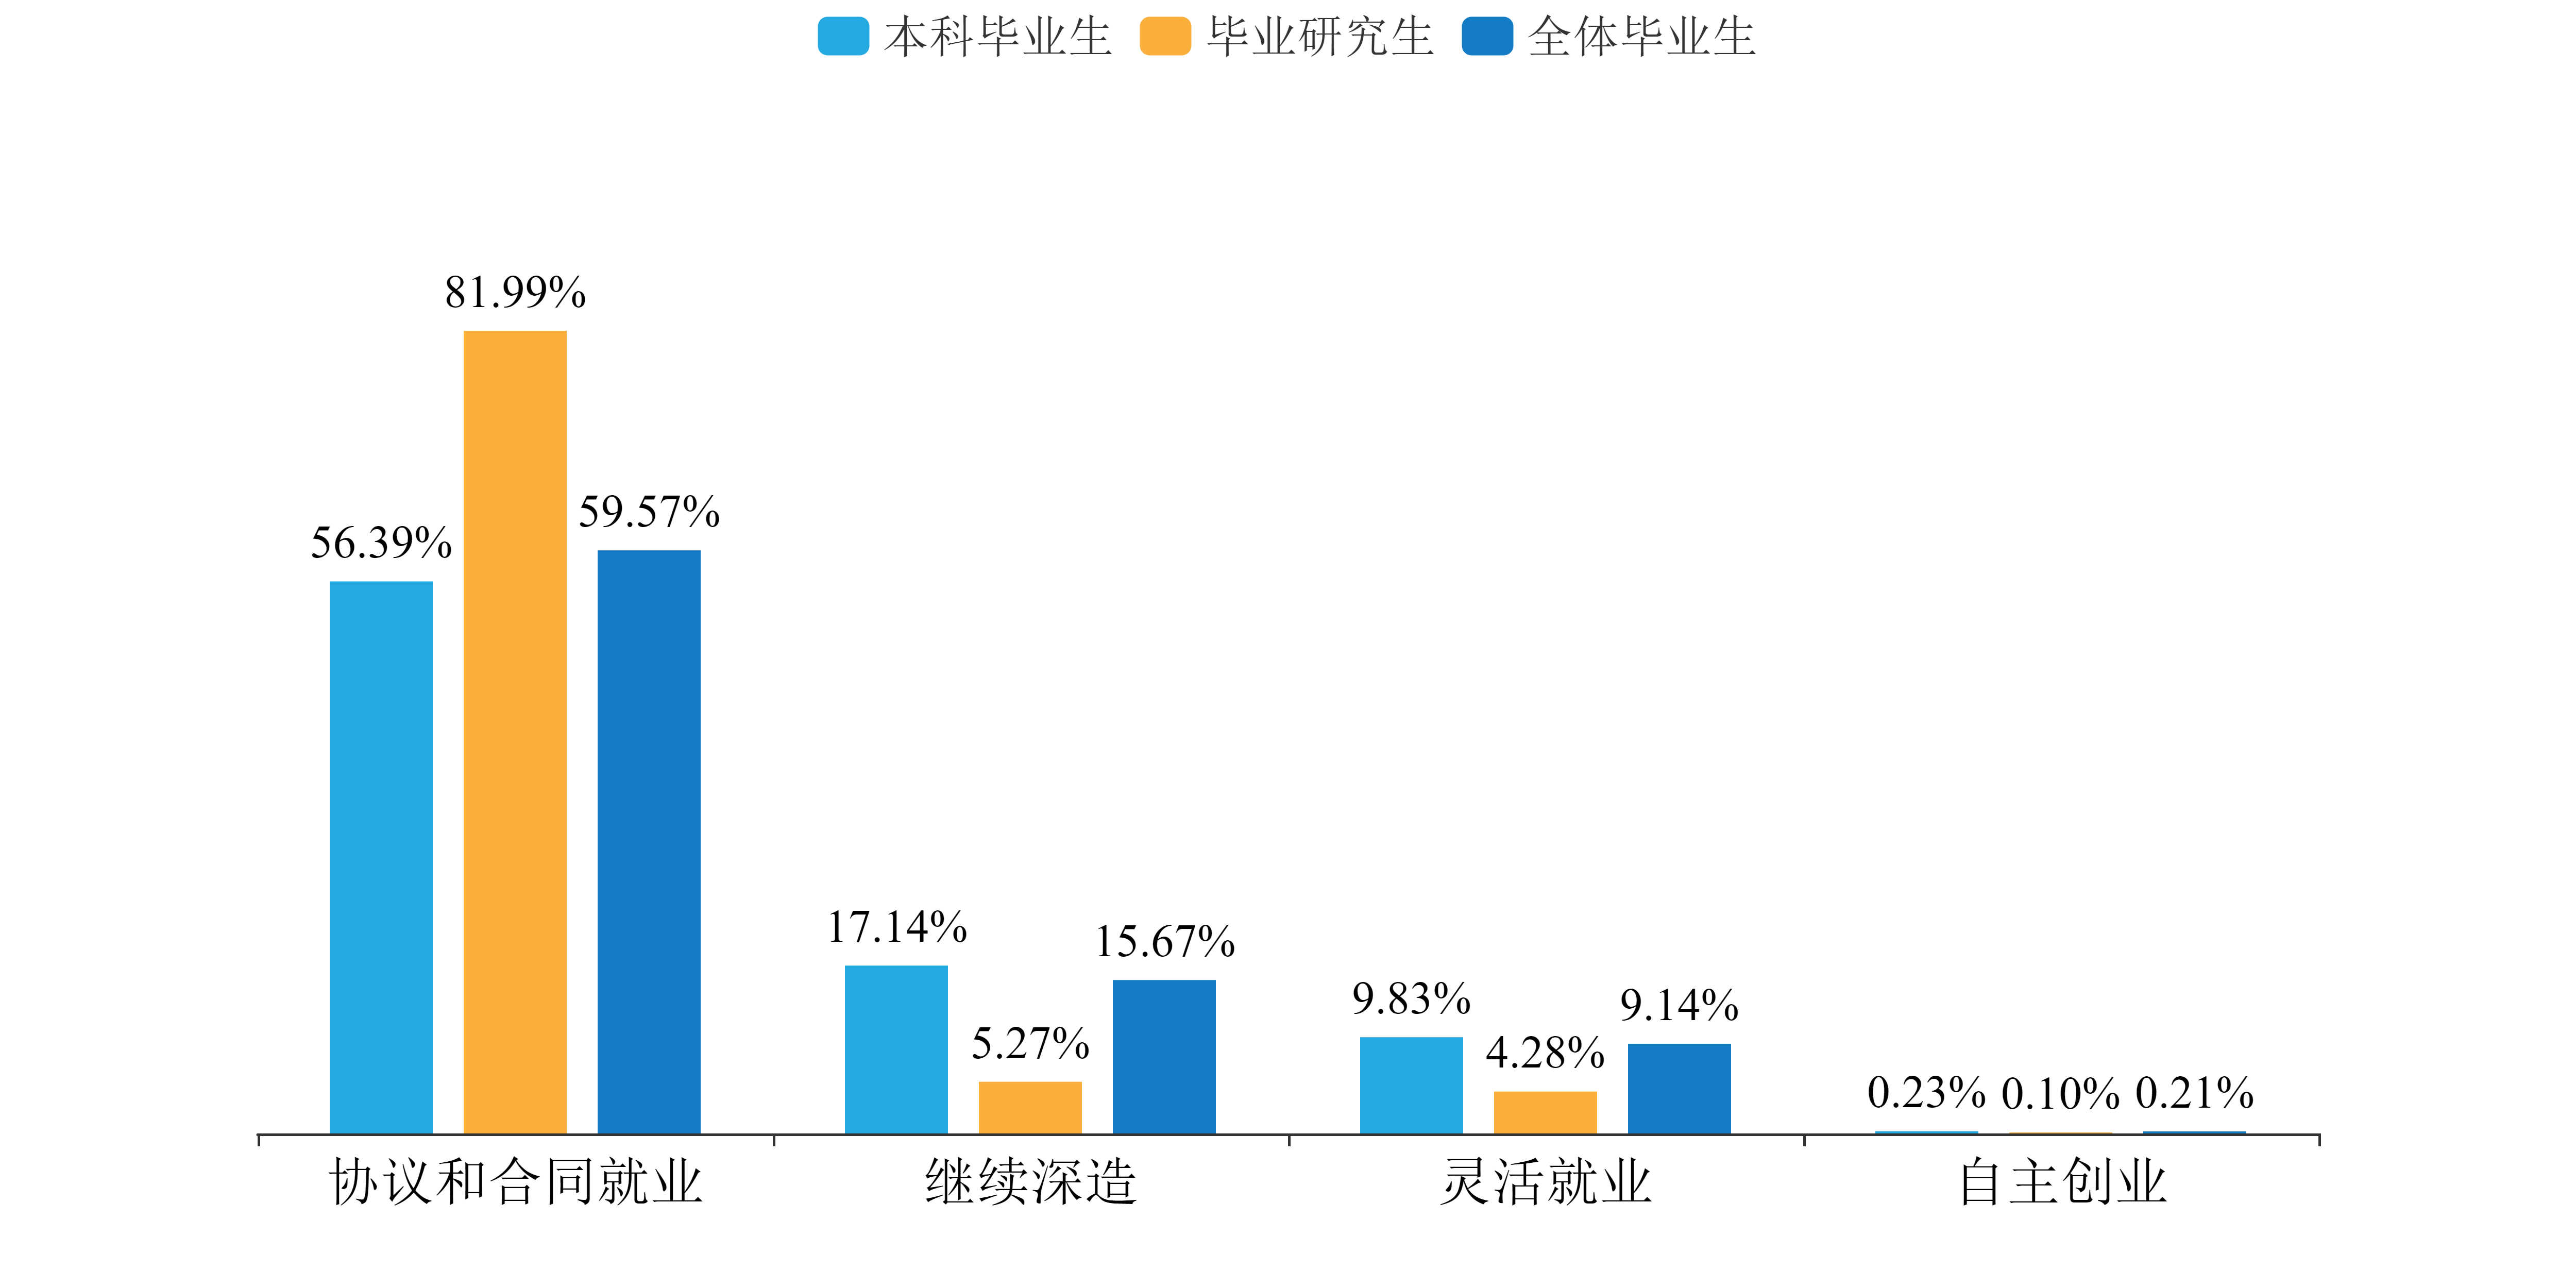 本科毕业生 毕业研究生 全体毕业生
81.99%
56.39% 59.57%
17.14% 5.27% 15.67%
9.83% 4.28% 9.14%
0.23% 0.10% 0.21%
协议和合同就业 继续深造 灵活就业 自主创业